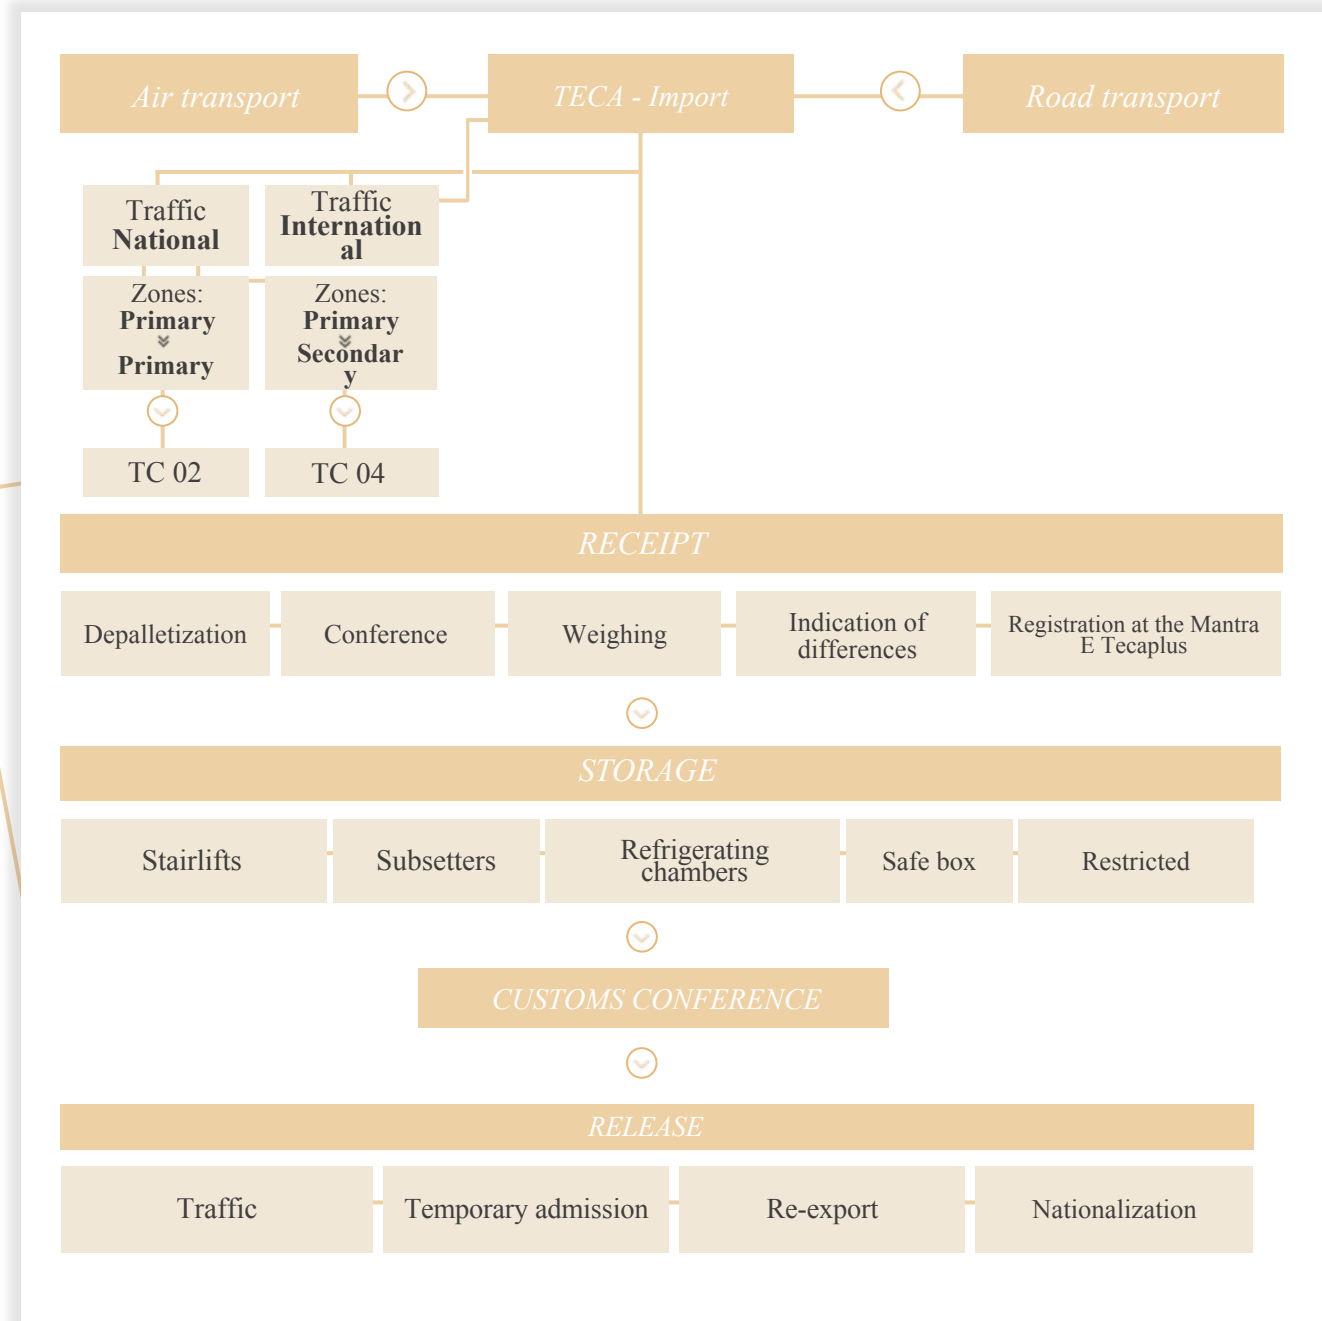 Air transport
TECA - Import
Road transport
Traffic
National
Traffic
Internation
al
Zones:
Primary
Primary
Zones:
Primary
Secondar
y
TC 02
TC 04
RECEIPT
Depalletization
Conference
Weighing
Indication of
differences
Registration at the Mantra
E Tecaplus
STORAGE
Stairlifts
Subsetters
Refrigerating
chambers
Safe box
Restricted
CUSTOMS CONFERENCE
RELEASE
Traffic
Temporary admission
Re-export
Nationalization